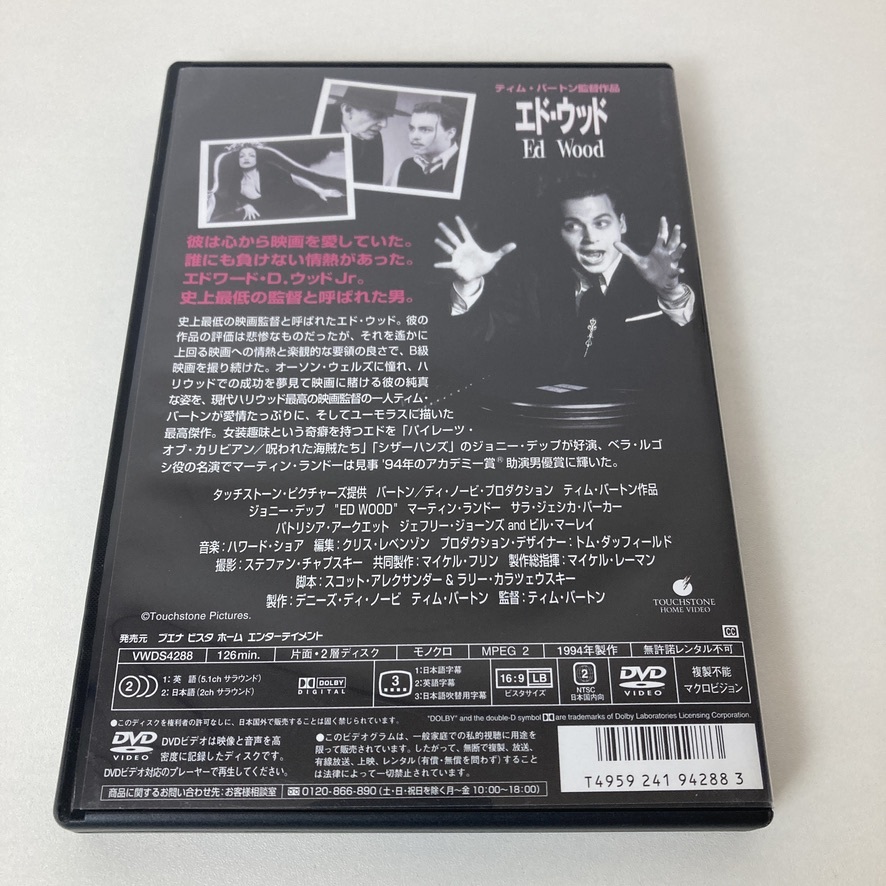 ティム・バートン監督作品
エド・ウッド
Ed Wood
彼は心から映画を愛していた。
誰にも負けない情熱があった。
エドワード・D.ウッドJr。
史上最低の監督と呼ばれた男。
史上最低の映画監督と呼ばれたエド・ウッド。彼の
作品の評価は悲惨なものだったが、それを遥かに
上回る映画への情熱と楽観的な要領の良さで、B級
映画を撮り続けた。オーソン・ウェルズに憧れ、ハ
リウッドでの成功を夢見て映画に賭ける彼の純真
な姿を、現代ハリウッド最高の映画監督の一人ティム・
バートンが愛情たっぷりに、そしてユーモラスに描いた
最高傑作。女装趣味という奇癖を持つエドを「パイレーツ・
オブ・カリビアン/呪われた海賊たち」「シザーハンズ」のジョニー・デップが好演、ベラ・ルゴ
シ役の名演でマーティン・ランドーは見事 '94年のアカデミー賞®助演男優賞に輝いた。
タッチストーン・ピクチャーズ提供 バートン/ディ・ノービ・プロダクション ティム・バートン作品
ジョニー・デップ "ED WOOD" マーティン・ランドー サラ・ジェシカ・パーカー
パトリシア・アークエット ジェフリー・ジョーンズ and ビル・マーレイ
音楽:ハワード・ショア 編集:クリス・レベンゾン プロダクション・デザイナー:トム・ダッフィールド
撮影:ステファン・チャプスキー 共同製作:マイケル・フリン 製作総指揮:マイケル・レーマン
脚本:スコット・アレクサンダー & ラリー・カラツェウスキー
製作:デニーズ・ディ・ノービ ティム・バートン 監督:ティム・バートン
TOUCHSTONE
HOME VIDEO
©Touchstone Pictures.
発売元 ブエナ ビスタ ホーム エンターテイメント
CC
VWDS4288 126min. 片面・2層ディスク モノクロ MPEG 2 1994年製作 無許諾レンタル不可
2 1:英 語(5.1ch サラウンド)
2:日本語(2ch サラウンド)
DOLBY
DIGITAL
3 1:日本語字幕
2:英語字幕
3:日本語吹替用字幕
16:9 LB
ビスタサイズ
2
NTSC
日本国内向
DVD
VIDEO
複製不能
マクロビジョン
●このディスクを権利者の許可なしに、日本国外で販売することは固く禁じられています。
"DOLBY" and the double-D symbol are trademarks of Dolby Laboratories Licensing Corporation.
DVD
VIDEO
DVDビデオは映像と音声を高
密度に記録したディスクです。
DVDビデオ対応のプレーヤーで再生してください。
●このビデオグラムは、一般家庭での私的視聴に用途を
限って販売されています。したがって、無断で複製、放送、
有線放送、上映、レンタル(有償・無償を問わず)すること
は法律によって一切禁止されています。
商品に関するお問い合わせ先:お客様相談室 0120-866-890(土・日・祝日を除く月〜金 10:00〜18:00)
T4959 241 94288 3